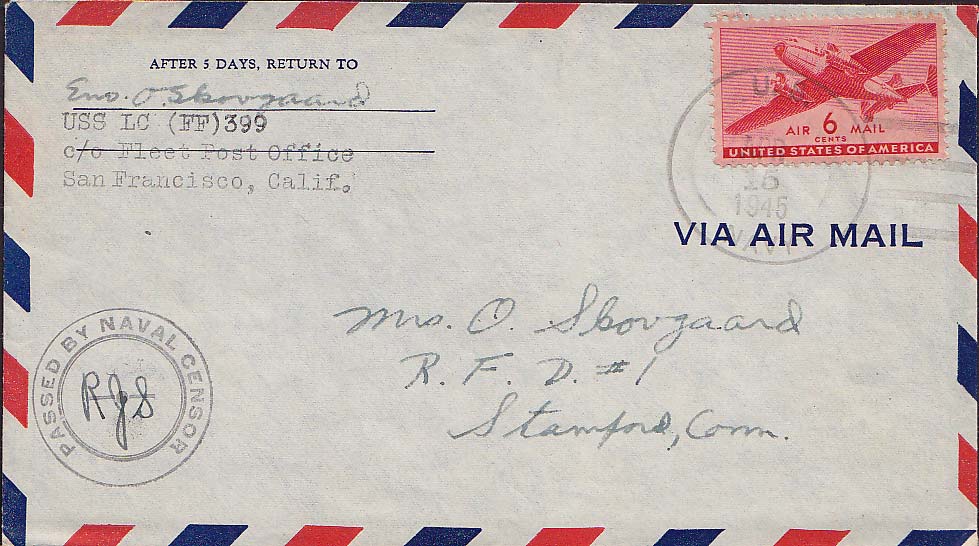 AFTER 5 DAYS, RETURN TO
Ens. O. Skovgaard
USS LC (FF)399
c/o Fleet Post Office
San Francisco, Calif.
AIR 6 MAIL
CENTS
UNITED STATES OF AMERICA
U.S.
16
1945
NAVY
VIA AIR MAIL
Mrs. O. Skovgaard
R. F. D. #1
Stamford, Conn.
PASSED BY NAVAL CENSOR
RJS